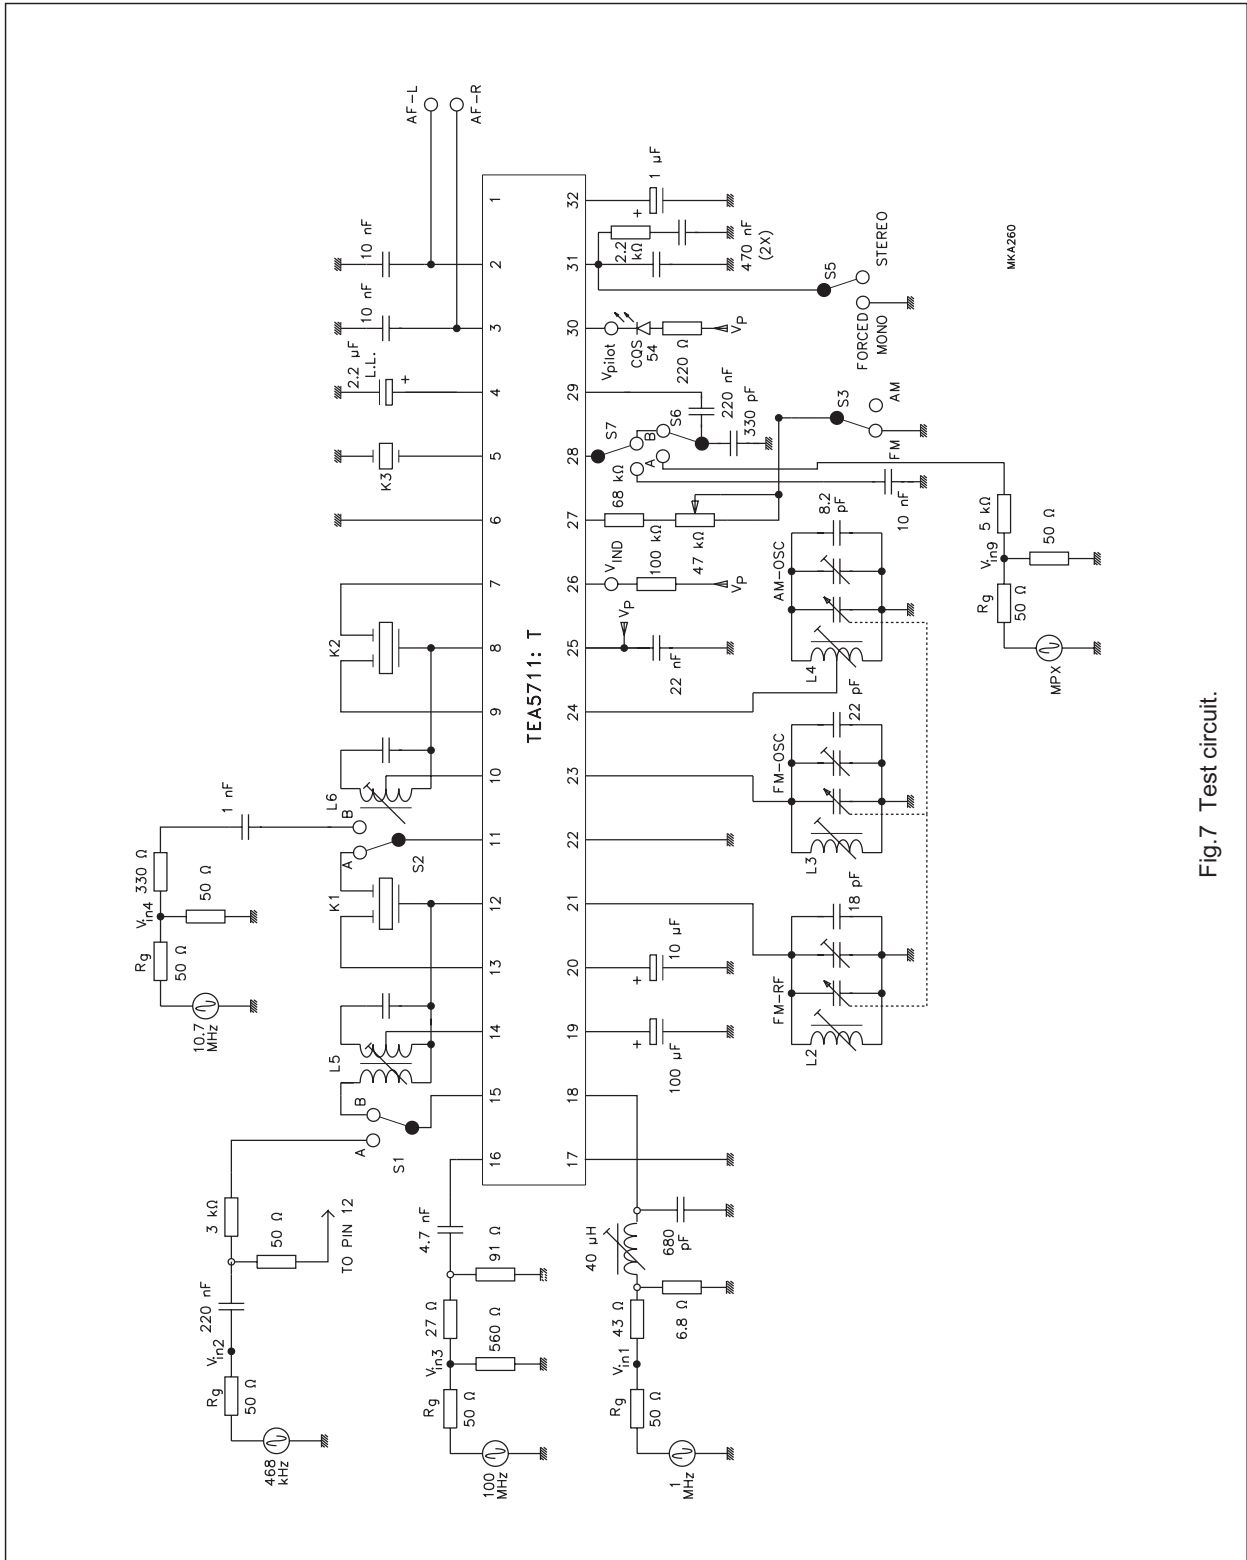 AF-L
AF-R
10 nF
10 nF
2.2 µF
L.L.
+
K3
K2
L6
B
1 nF
A
S2
K1
330 Ω
50 Ω
Vin4
Rg
50 Ω
10.7
MHz
L5
B
A
S1
3 kΩ
50 Ω
TO PIN 12
220 nF
Vin2
Rg
50 Ω
468
kHz
1
2
3
4
5
6
7
8
9
10
11
12
13
14
15
16
TEA5711: T
32
31
30
29
28
27
26
25
24
23
22
21
20
19
18
17
+
1 µF
2.2
kΩ
470 nF
(2X)
S5
STEREO
FORCED
MONO
Vpilot
CQS
54
220 Ω
VP
220 nF
330 pF
S7
B
S6
A
S3
AM
FM
68 kΩ
100 kΩ
47 kΩ
VIND
VP
VP
22 nF
10 nF
5 kΩ
50 Ω
Vin9
Rg
50 Ω
MPX
AM-OSC
8.2
pF
L4
FM-OSC
22 pF
L3
FM-RF
18 pF
L2
+
10 µF
+
100 µF
4.7 nF
91 Ω
27 Ω
560 Ω
Vin3
Rg
50 Ω
100
MHz
40 µH
680
pF
43 Ω
6.8 Ω
Vin1
Rg
50 Ω
1
MHz
MKA260
Fig.7 Test circuit.